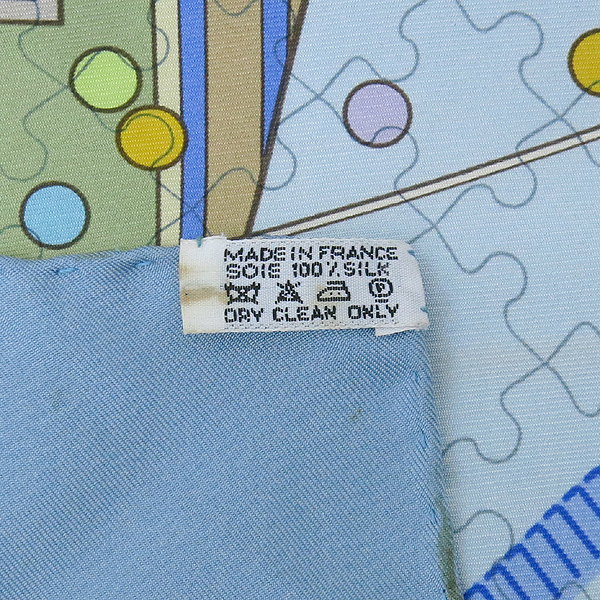 MADE IN FRANCE
SOIE 100% SILK
P
DRY CLEAN ONLY